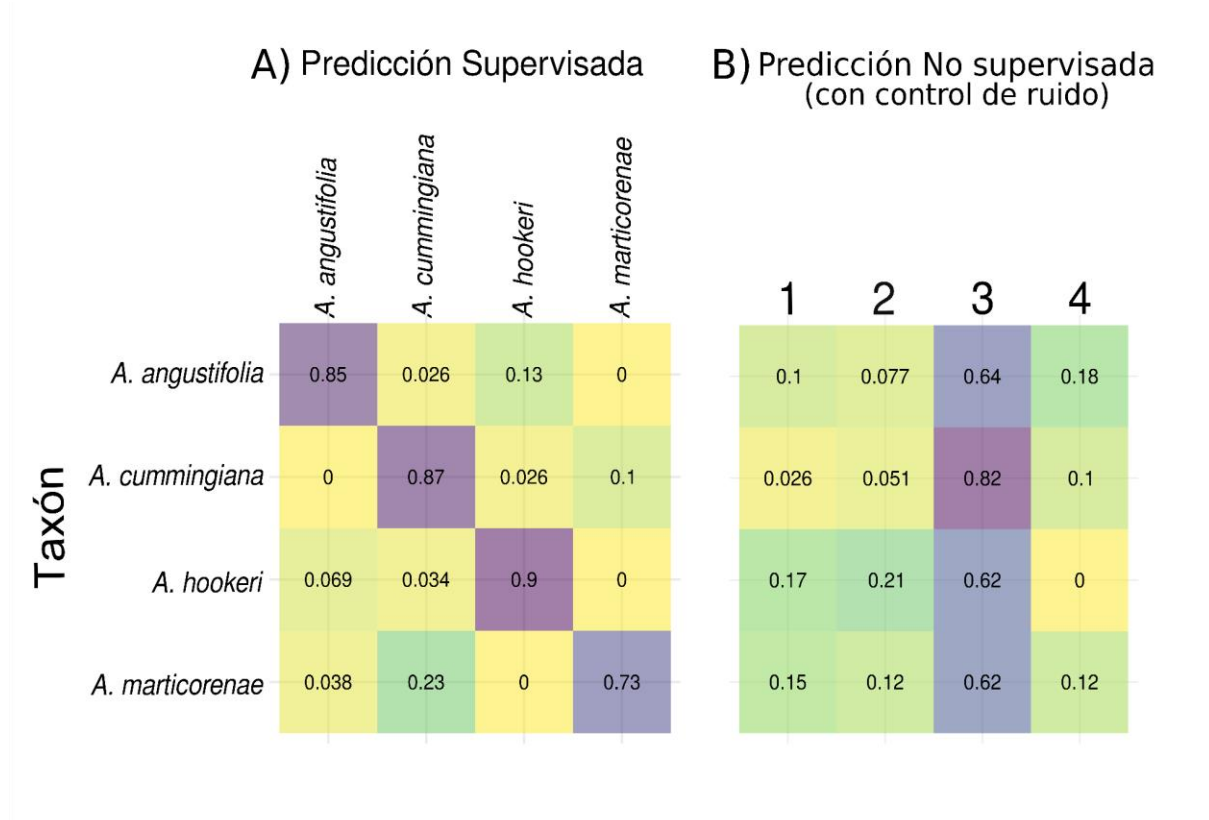 A) Predicción Supervisada
A. angustifolia
A. cummingiana
A. hookeri
A. marticorenae
Taxón
A. angustifolia 0.85 0.026 0.13 0
A. cummingiana 0 0.87 0.026 0.1
A. hookeri 0.069 0.034 0.9 0
A. marticorenae 0.038 0.23 0 0.73
B) Predicción No supervisada
(con control de ruido)
1 2 3 4
0.1 0.077 0.64 0.18
0.026 0.051 0.82 0.1
0.17 0.21 0.62 0
0.15 0.12 0.62 0.12